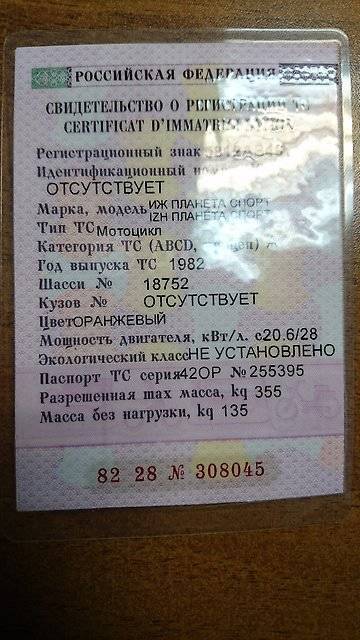 РОССИЙСКАЯ ФЕДЕРАЦИЯ
СВИДЕТЕЛЬСТВО О РЕГИСТРАЦИИ ТС
CERTIFICAT D'IMMATRICULATION
Регистрационный знак
Идентификационный номер
ОТСУТСТВУЕТ
Марка, модель ИЖ ПЛАНЕТА СПОРТ
IZH ПЛАНЕТА СПОРТ
Тип ТС Мотоцикл
Категория ТС (ABCD, прицеп) A
Год выпуска ТС 1982
Шасси № 18752
Кузов № ОТСУТСТВУЕТ
Цвет ОРАНЖЕВЫЙ
Мощность двигателя, кВт/л. с 20.6/28
Экологический класс НЕ УСТАНОВЛЕНО
Паспорт ТС серия 42ОР № 255395
Разрешенная max масса, kg 355
Масса без нагрузки, kg 135
82 28 № 308045